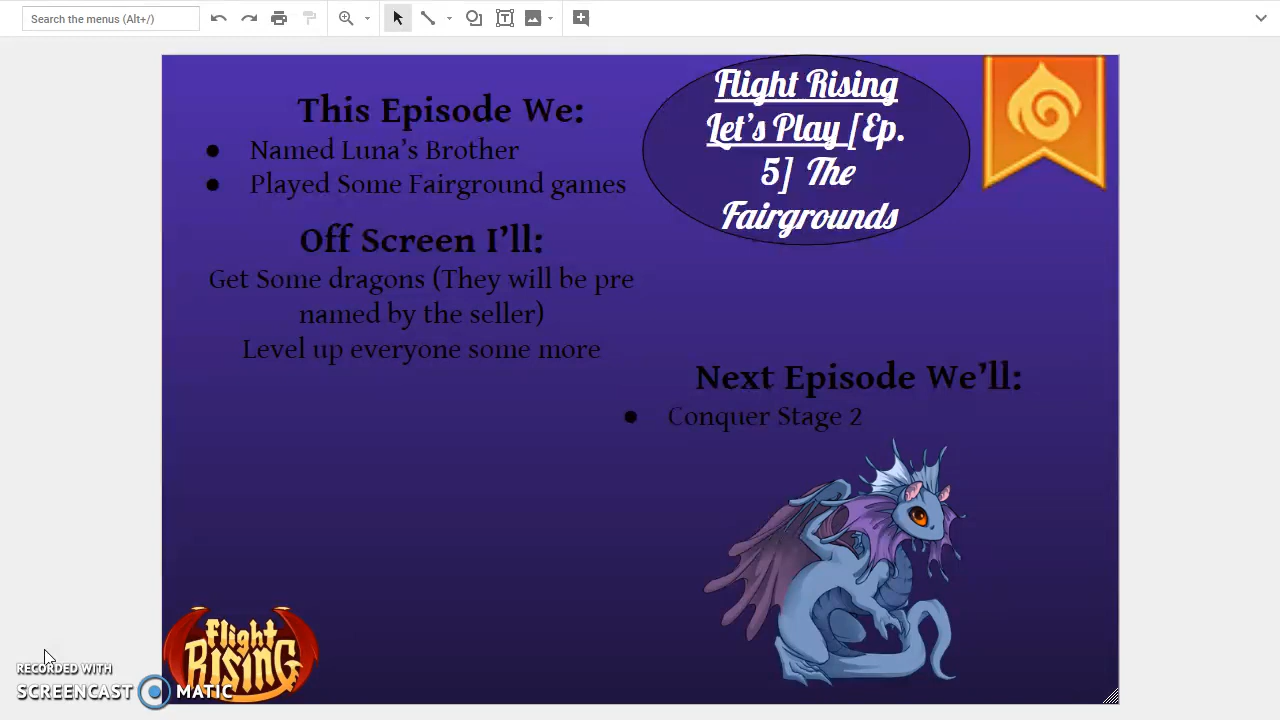 Search the menus (Alt+/)
This Episode We:
● Named Luna's Brother
● Played Some Fairground games
Off Screen I'll:
Get Some dragons (They will be pre
named by the seller)
Level up everyone some more
Flight Rising
Let's Play [Ep.
5] The
Fairgrounds
Next Episode We'll:
● Conquer Stage 2
Flight
RISING
RECORDED WITH
SCREENCAST MATIC